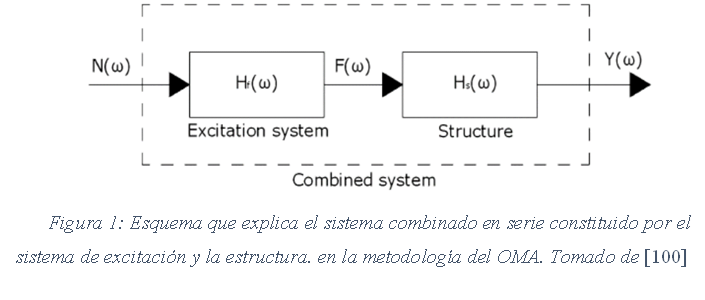 N(ω) F(ω) Y(ω)
Hf(ω) Hs(ω)
Excitation system Structure
Combined system
Figura 1: Esquema que explica el sistema combinado en serie constituido por el
sistema de excitación y la estructura. en la metodología del OMA. Tomado de [100]